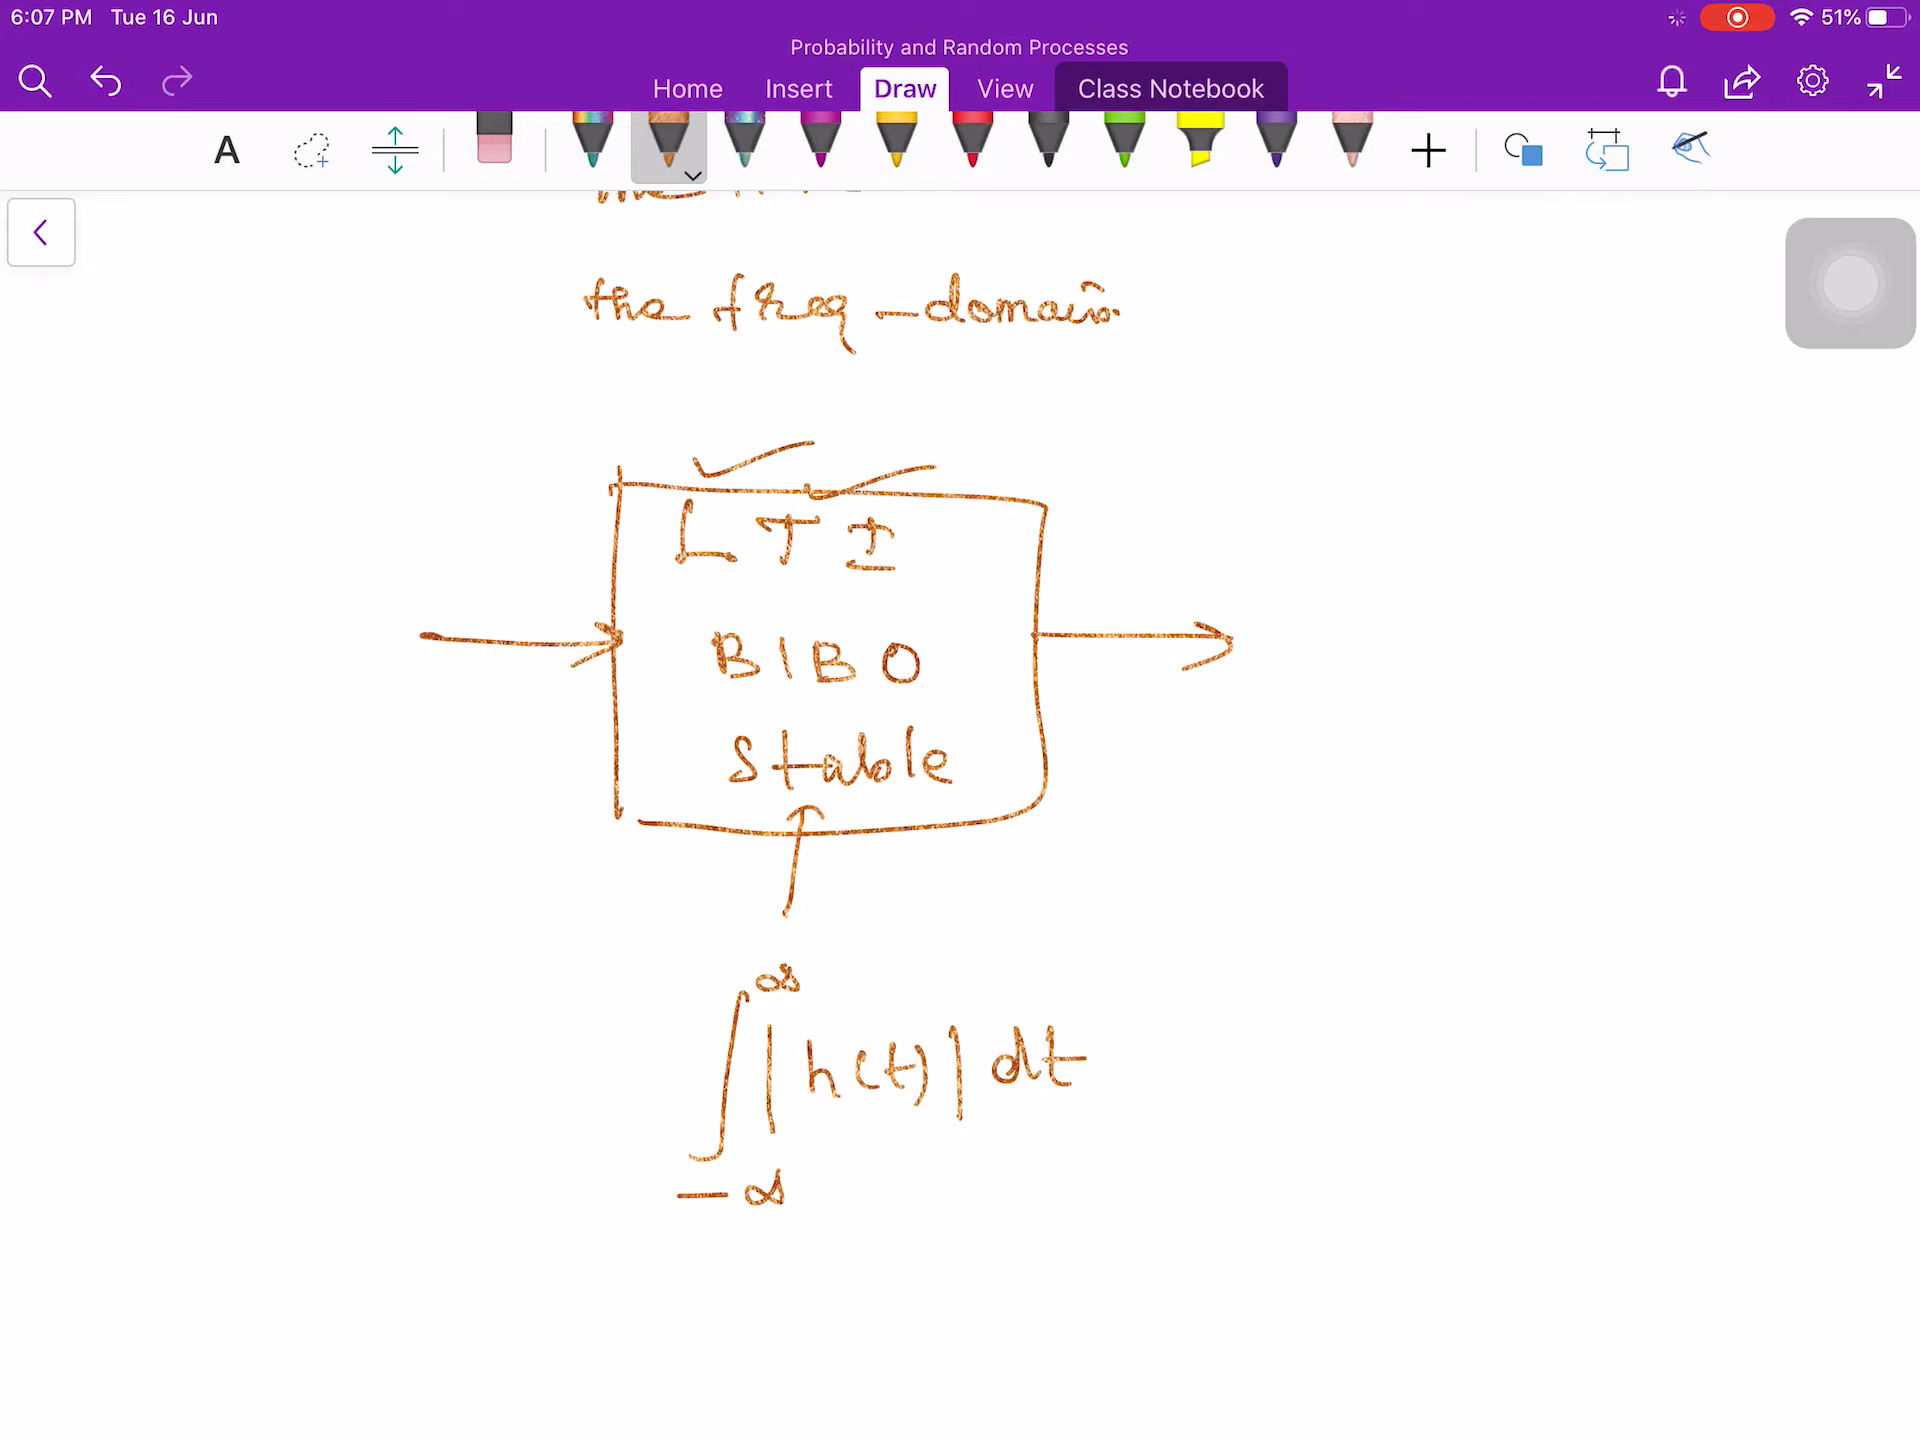 6:07 PM Tue 16 Jun
51%
Probability and Random Processes
Home Insert Draw View Class Notebook
A
the freq-domain.
LTI
BIBO
Stable
∫_{-∞}^{∞} |h(t)| dt